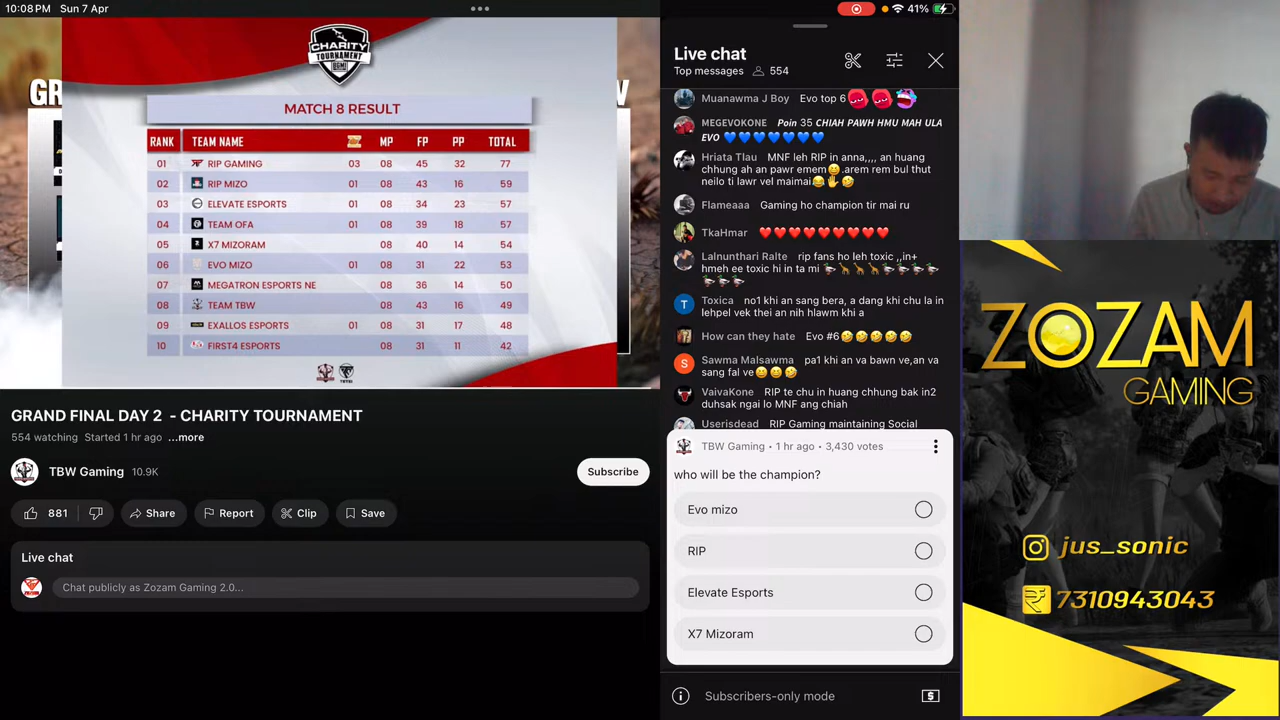 10:08 PM Sun 7 Apr
41%
GR
W
CHARITY
TOURNAMENT
BGMI
MATCH 8 RESULT
RANK TEAM NAME MP FP PP TOTAL
01 RIP GAMING 03 08 45 32 77
02 RIP MIZO 01 08 43 16 59
03 ELEVATE ESPORTS 01 08 34 23 57
04 TEAM OFA 01 08 39 18 57
05 X7 MIZORAM 08 40 14 54
06 EVO MIZO 01 08 31 22 53
07 MEGATRON ESPORTS NE 08 36 14 50
08 TEAM TBW 08 43 16 49
09 EXALLOS ESPORTS 01 08 31 17 48
10 FIRST4 ESPORTS 08 31 11 42
GRAND FINAL DAY 2 - CHARITY TOURNAMENT
554 watching Started 1 hr ago ...more
TBW Gaming 10.9K
Subscribe
881
Share
Report
Clip
Save
Live chat
Chat publicly as Zozam Gaming 2.0...
Live chat
Top messages 554
Muanawma J Boy Evo top 6
MEGEVOKONE Poin 35 CHIAH PAWH HMU MAH ULA
EVO 💙💙💙💙💙💙💙
Hriata Tlau MNF leh RIP in anna,,,, an huang
chhung ah an pawr emem😆.arem rem bul thut
neilo ti lawr vel maimai😂✋🤣
Flameaaa Gaming ho champion tir mai ru
TkaHmar ❤️❤️❤️❤️❤️❤️❤️❤️❤️❤️
Lalnunthari Ralte rip fans ho leh toxic ,,in+
hmeh ee toxic hi in ta mi 🦆🦒🦒🦒🦆🦆🦆🦆
🦆🦆🦆
T
Toxica no1 khi an sang bera, a dang khi chu la in
lehpel vek thei an nih hlawm khi a
How can they hate Evo #6🤣🤣🤣🤣🤣
S
Sawma Malsawma pa1 khi an va bawn ve,an va
sang fal ve😆😆🤣
VaivaKone RIP te chu in huang chhung bak in2
duhsak ngai lo MNF ang chiah
Userisdead RIP Gaming maintaining Social
TBW Gaming • 1 hr ago • 3,430 votes
who will be the champion?
Evo mizo
RIP
Elevate Esports
X7 Mizoram
Subscribers-only mode
ZOZAM
GAMING
jus_sonic
7310943043